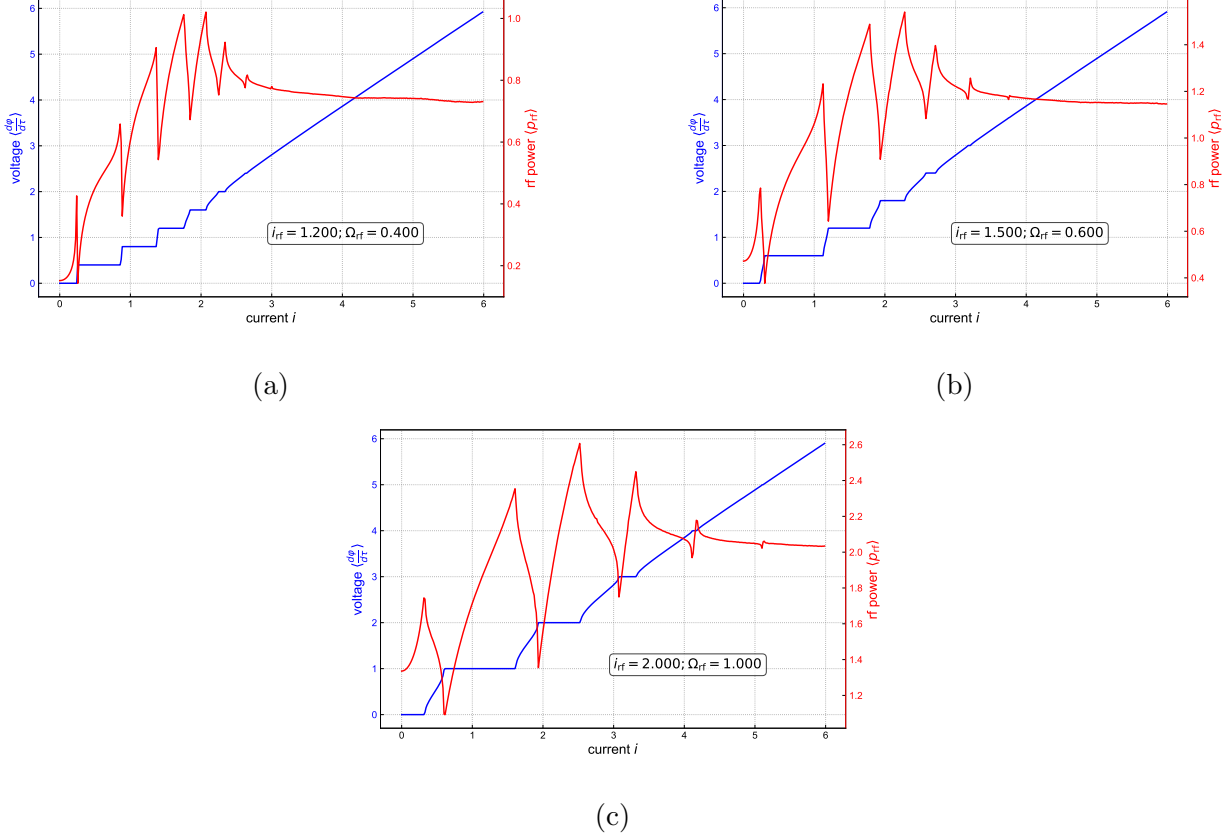 6
5
4
3
2
1
0
voltage ⟨dφ/dτ⟩
1.0
0.8
0.6
0.4
0.2
rf power ⟨p_rf⟩
i_rf = 1.200; Ω_rf = 0.400
0 1 2 3 4 5 6
current i
(a)
6
5
4
3
2
1
0
voltage ⟨dφ/dτ⟩
1.4
1.2
1.0
0.8
0.6
0.4
rf power ⟨p_rf⟩
i_rf = 1.500; Ω_rf = 0.600
0 1 2 3 4 5 6
current i
(b)
6
5
4
3
2
1
0
voltage ⟨dφ/dτ⟩
2.6
2.4
2.2
2.0
1.8
1.6
1.4
1.2
rf power ⟨p_rf⟩
i_rf = 2.000; Ω_rf = 1.000
0 1 2 3 4 5 6
current i
(c)